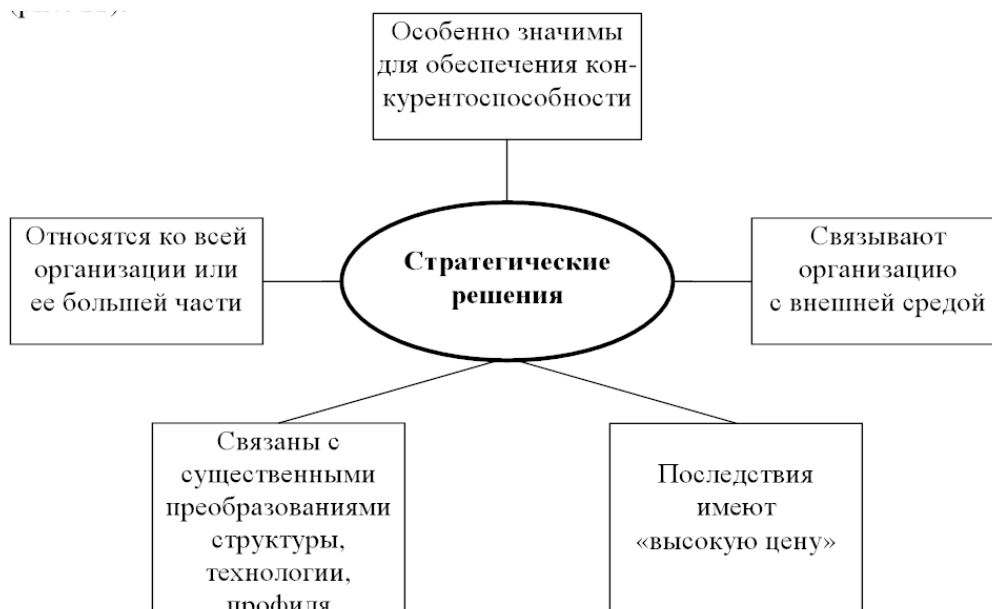 Особенно значимы
для обеспечения кон-
курентоспособности
Относятся ко всей
организации или
ее большей части
Стратегические
решения
Связывают
организацию
с внешней средой
Связаны с
существенными
преобразованиями
структуры,
технологии,
профиля
Последствия
имеют
«высокую цену»